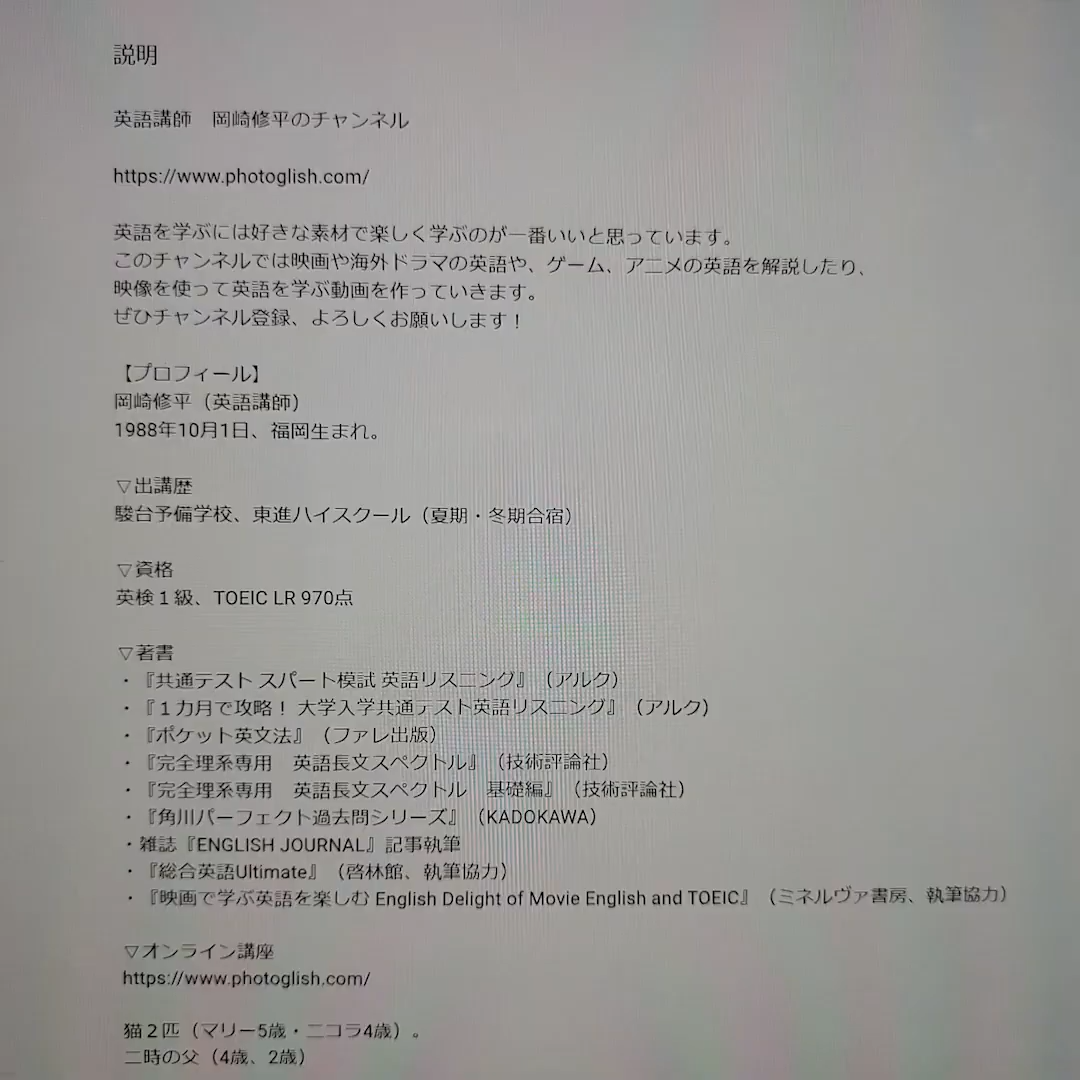 説明
英語講師　岡崎修平のチャンネル
https://www.photoglish.com/
英語を学ぶには好きな素材で楽しく学ぶのが一番いいと思っています。
このチャンネルでは映画や海外ドラマの英語や、ゲーム、アニメの英語を解説したり、
映像を使って英語を学ぶ動画を作っていきます。
ぜひチャンネル登録、よろしくお願いします！
【プロフィール】
岡崎修平（英語講師）
1988年10月1日、福岡生まれ。
▽出講歴
駿台予備学校、東進ハイスクール（夏期・冬期合宿）
▽資格
英検１級、TOEIC LR 970点
▽著書
・『共通テスト スパート模試 英語リスニング』（アルク）
・『１カ月で攻略！ 大学入学共通テスト英語リスニング』（アルク）
・『ポケット英文法』（ファレ出版）
・『完全理系専用　英語長文スペクトル』（技術評論社）
・『完全理系専用　英語長文スペクトル　基礎編』（技術評論社）
・『角川パーフェクト過去問シリーズ』（KADOKAWA）
・雑誌『ENGLISH JOURNAL』記事執筆
・『総合英語Ultimate』（啓林館、執筆協力）
・『映画で学ぶ英語を楽しむ English Delight of Movie English and TOEIC』（ミネルヴァ書房、執筆協力）
▽オンライン講座
https://www.photoglish.com/
猫２匹（マリー5歳・ニコラ4歳）。
二時の父（4歳、2歳）